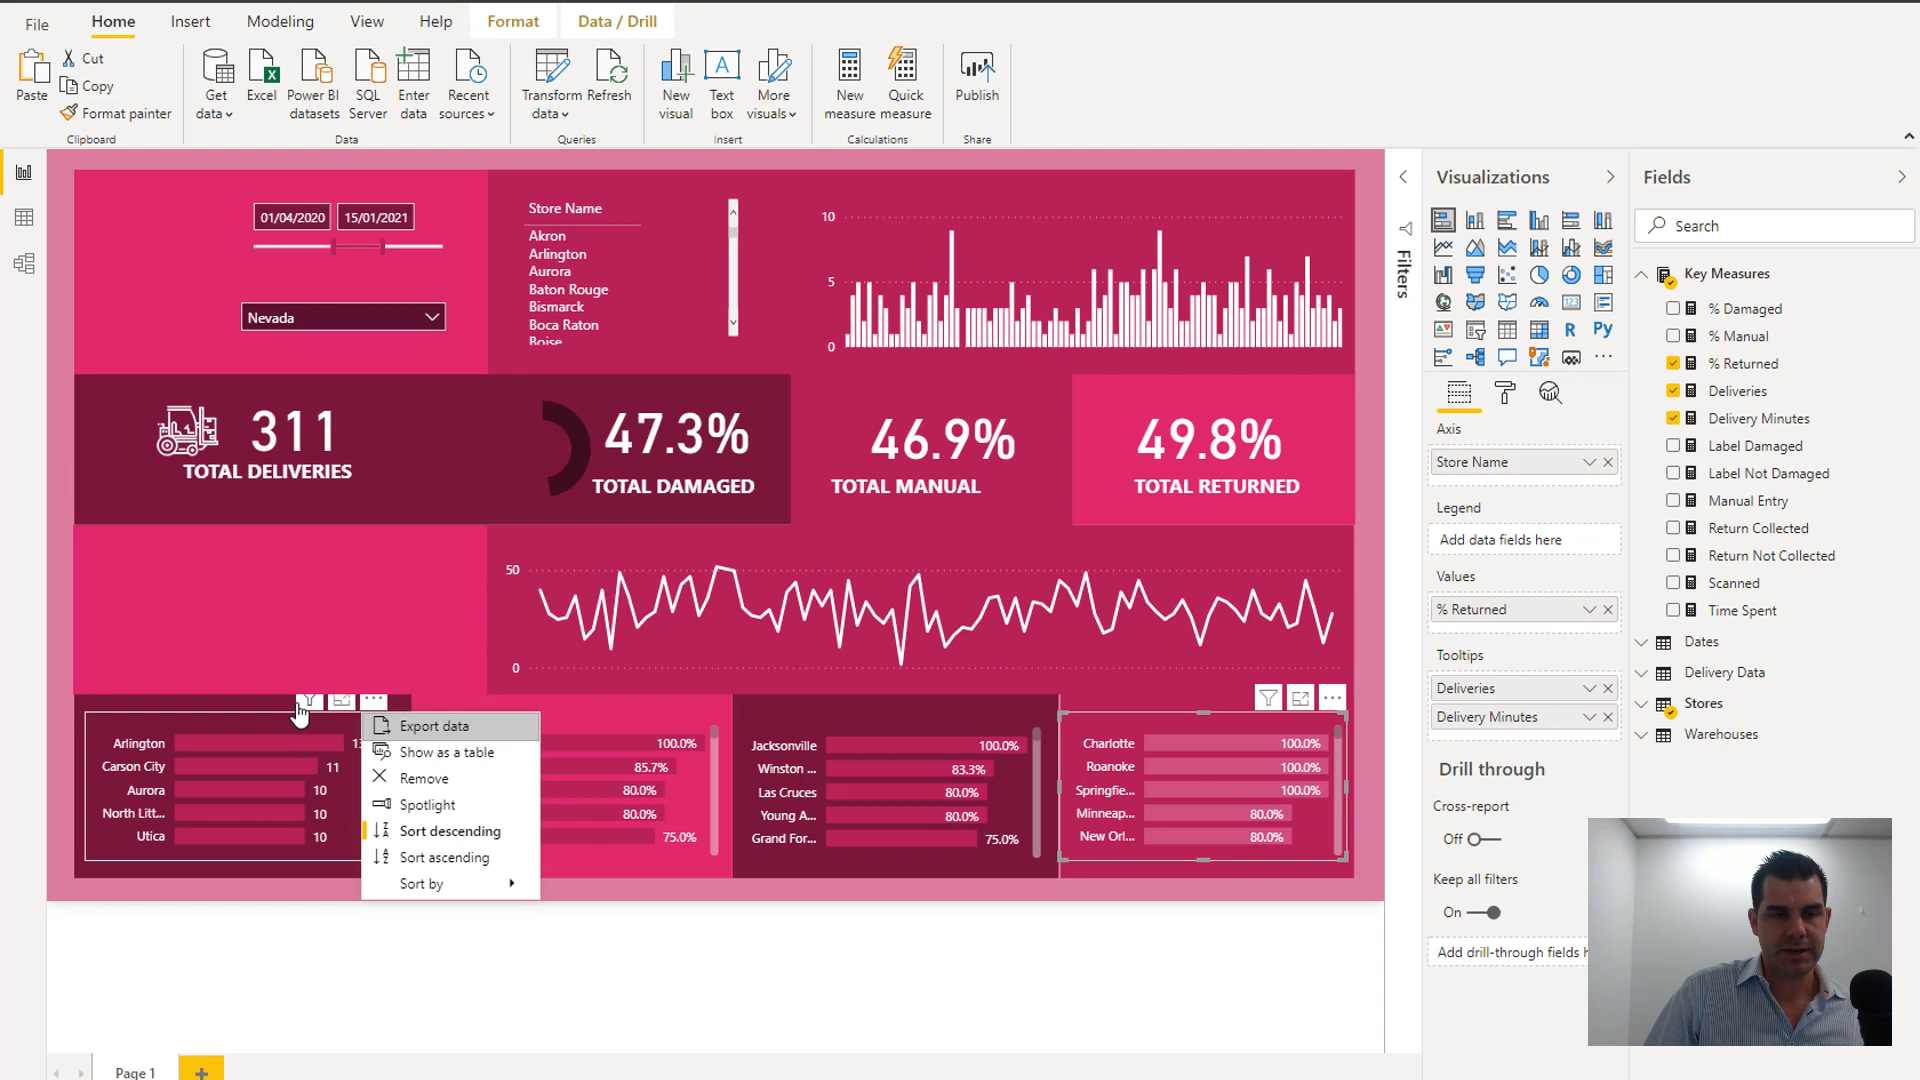 File Home Insert Modeling View Help Format Data / Drill
Paste
Cut
Copy
Format painter
Clipboard
Get data
Excel
Power BI datasets
SQL Server
Enter data
Recent sources
Data
Transform data
Refresh
Queries
New visual
Text box
More visuals
Insert
New measure
Quick measure
Calculations
Publish
Share
01/04/2020 15/01/2021
Nevada
Store Name
Akron
Arlington
Aurora
Baton Rouge
Bismarck
Boca Raton
Boise
10
5
0
311
TOTAL DELIVERIES
47.3%
TOTAL DAMAGED
46.9%
TOTAL MANUAL
49.8%
TOTAL RETURNED
50
0
Arlington
Carson City 11
Aurora 10
North Litt... 10
Utica 10
Export data
Show as a table
Remove
Spotlight
Sort descending
Sort ascending
Sort by
100.0%
85.7%
80.0%
80.0%
75.0%
Jacksonville 100.0%
Winston ... 83.3%
Las Cruces 80.0%
Young A... 80.0%
Grand For... 75.0%
Charlotte 100.0%
Roanoke 100.0%
Springfie... 100.0%
Minneap... 80.0%
New Orl... 80.0%
Page 1
Filters
Visualizations
R Py
Axis
Store Name
Legend
Add data fields here
Values
% Returned
Tooltips
Deliveries
Delivery Minutes
Drill through
Cross-report
Off
Keep all filters
On
Add drill-through fields h
Fields
Search
Key Measures
% Damaged
% Manual
% Returned
Deliveries
Delivery Minutes
Label Damaged
Label Not Damaged
Manual Entry
Return Collected
Return Not Collected
Scanned
Time Spent
Dates
Delivery Data
Stores
Warehouses